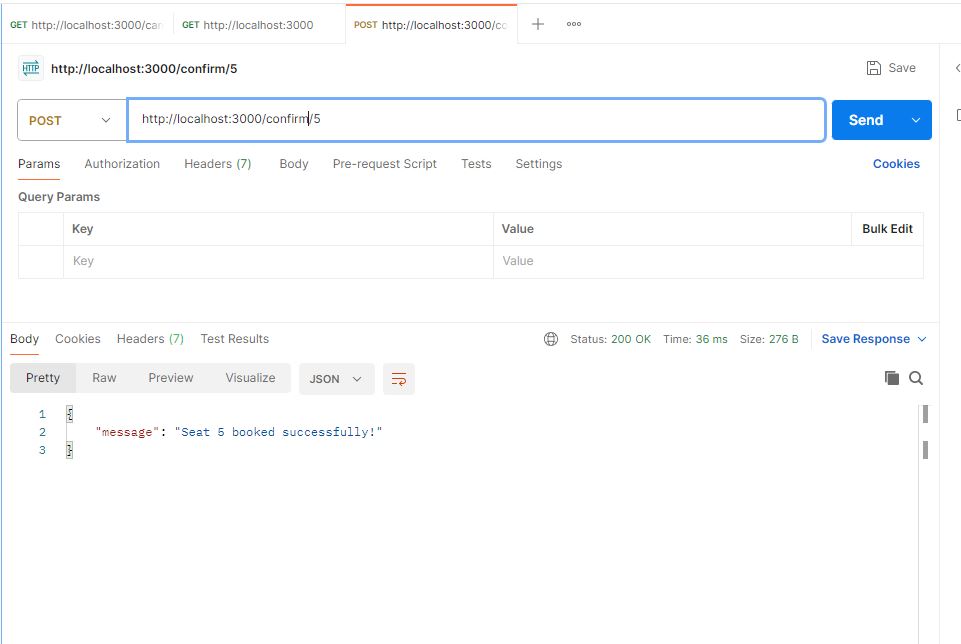 GET http://localhost:3000/car GET http://localhost:3000 POST http://localhost:3000/co
HTTP http://localhost:3000/confirm/5 Save
POST http://localhost:3000/confirm/5 Send
Params Authorization Headers (7) Body Pre-request Script Tests Settings Cookies
Query Params
Key Value Bulk Edit
Key Value
Body Cookies Headers (7) Test Results Status: 200 OK Time: 36 ms Size: 276 B Save Response
Pretty Raw Preview Visualize JSON
1 {
2 "message": "Seat 5 booked successfully!"
3 }